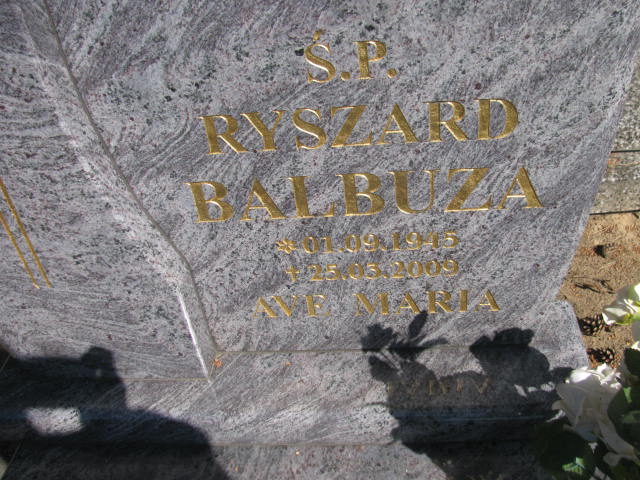 Ś.P.
RYSZARD
BALBUZA
*01.09.1945
+25.05.2009
AVE MARIA